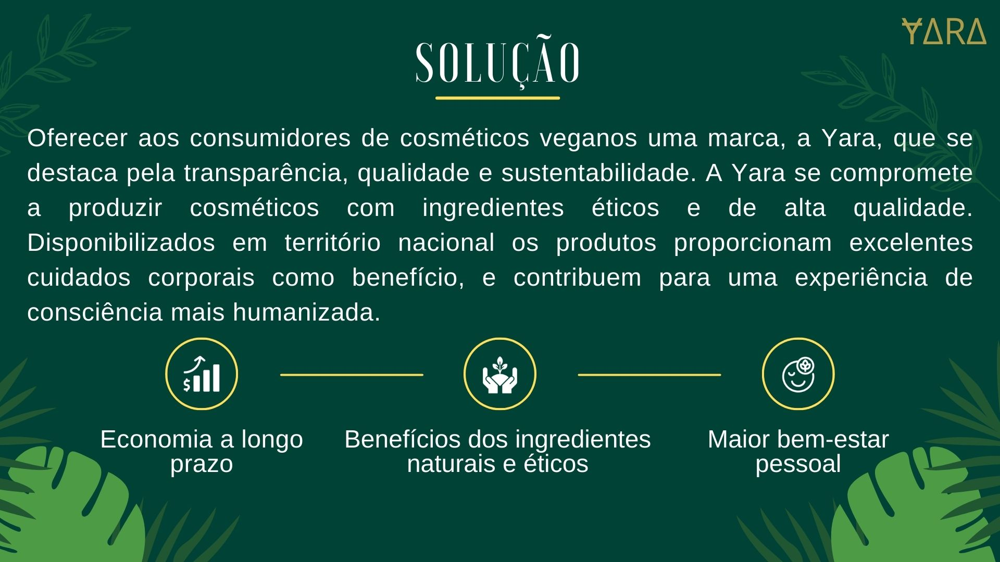 YARA
SOLUÇÃO
Oferecer aos consumidores de cosméticos veganos uma marca, a Yara, que se
destaca pela transparência, qualidade e sustentabilidade. A Yara se compromete
a produzir cosméticos com ingredientes éticos e de alta qualidade.
Disponibilizados em território nacional os produtos proporcionam excelentes
cuidados corporais como benefício, e contribuem para uma experiência de
consciência mais humanizada.
$
Economia a longo
prazo
Benefícios dos ingredientes
naturais e éticos
Maior bem-estar
pessoal